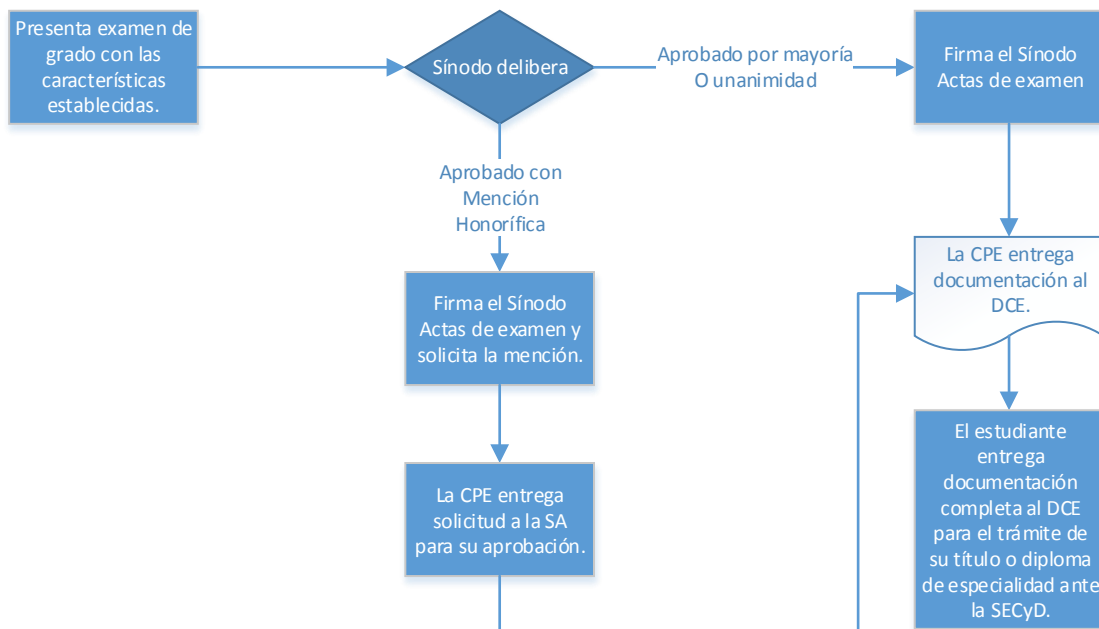 Presenta examen de
grado con las
características
establecidas.
Sínodo delibera
Aprobado por mayoría
O unanimidad
Firma el Sínodo
Actas de examen
Aprobado con
Mención
Honorífica
La CPE entrega
documentación al
DCE.
Firma el Sínodo
Actas de examen y
solicita la mención.
El estudiante
entrega
documentación
completa al DCE
para el trámite de
su título o diploma
de especialidad ante
la SECyD.
La CPE entrega
solicitud a la SA
para su aprobación.